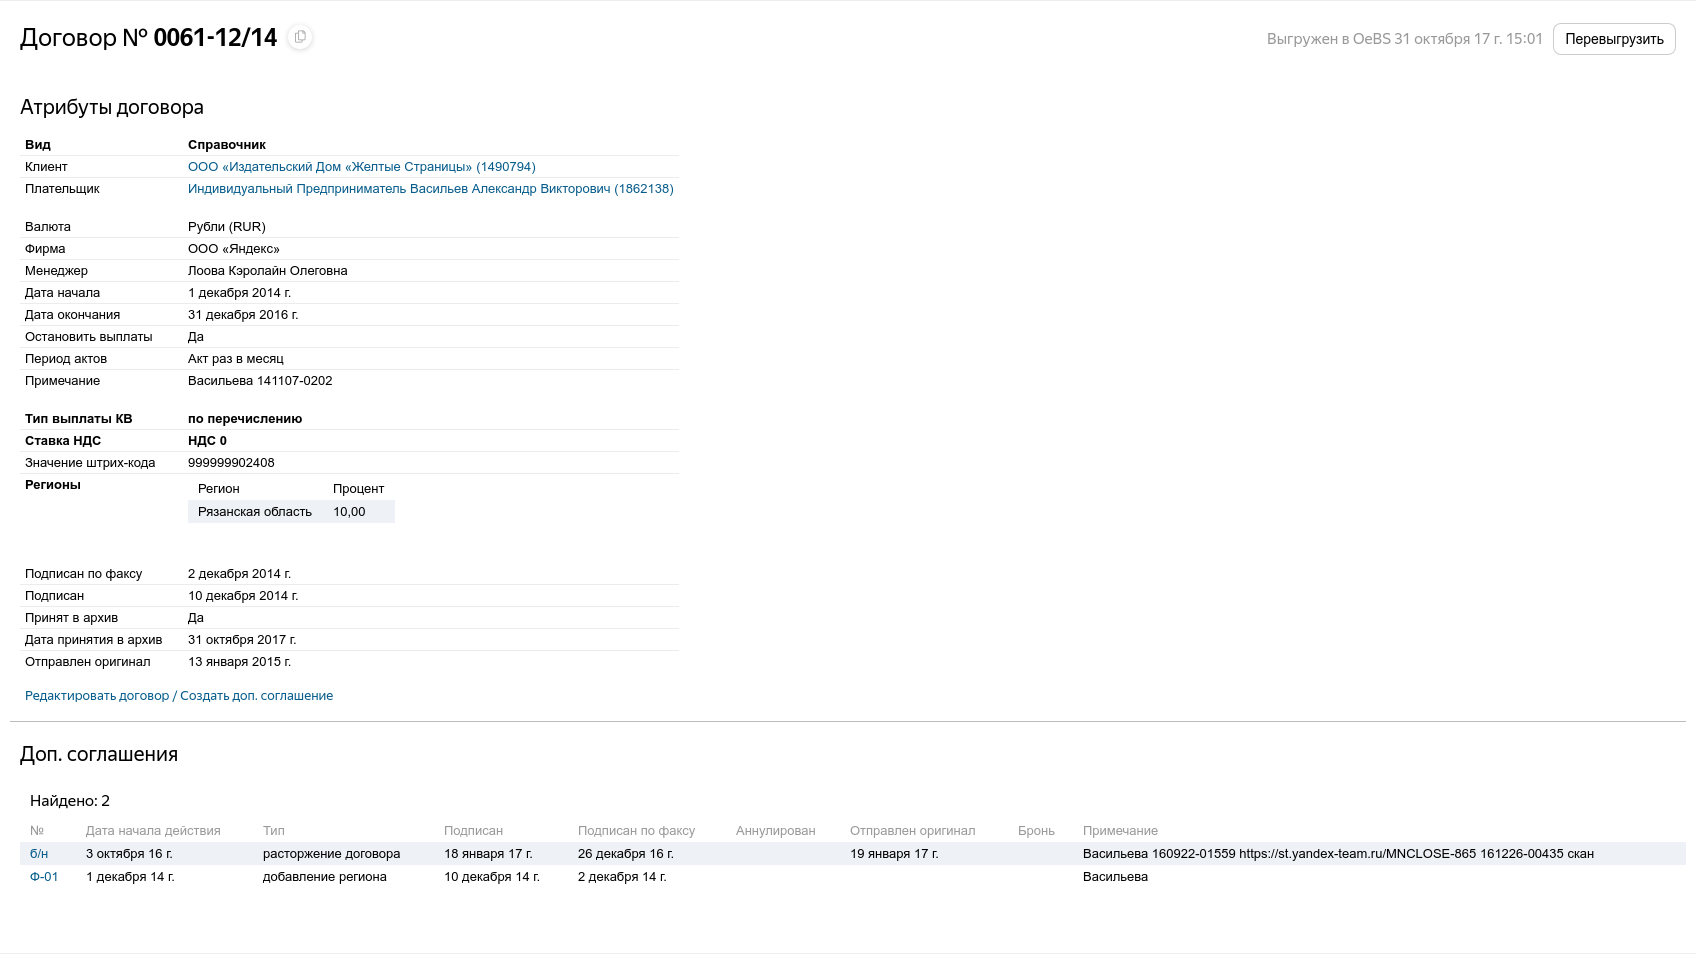 Договор № 0061-12/14
Выгружен в OeBS 31 октября 17 г. 15:01 Перевыгрузить
Атрибуты договора
Вид Справочник
Клиент ООО «Издательский Дом «Желтые Страницы» (1490794)
Плательщик Индивидуальный Предприниматель Васильев Александр Викторович (1862138)
Валюта Рубли (RUR)
Фирма ООО «Яндекс»
Менеджер Лоова Кэролайн Олеговна
Дата начала 1 декабря 2014 г.
Дата окончания 31 декабря 2016 г.
Остановить выплаты Да
Период актов Акт раз в месяц
Примечание Васильева 141107-0202
Тип выплаты КВ по перечислению
Ставка НДС НДС 0
Значение штрих-кода 999999902408
Регионы Регион Процент
Рязанская область 10,00
Подписан по факсу 2 декабря 2014 г.
Подписан 10 декабря 2014 г.
Принят в архив Да
Дата принятия в архив 31 октября 2017 г.
Отправлен оригинал 13 января 2015 г.
Редактировать договор / Создать доп. соглашение
Доп. соглашения
Найдено: 2
№ Дата начала действия Тип Подписан Подписан по факсу Аннулирован Отправлен оригинал Бронь Примечание
б/н 3 октября 16 г. расторжение договора 18 января 17 г. 26 декабря 16 г. 19 января 17 г. Васильева 160922-01559 https://st.yandex-team.ru/MNCLOSE-865 161226-00435 скан
Ф-01 1 декабря 14 г. добавление региона 10 декабря 14 г. 2 декабря 14 г. Васильева